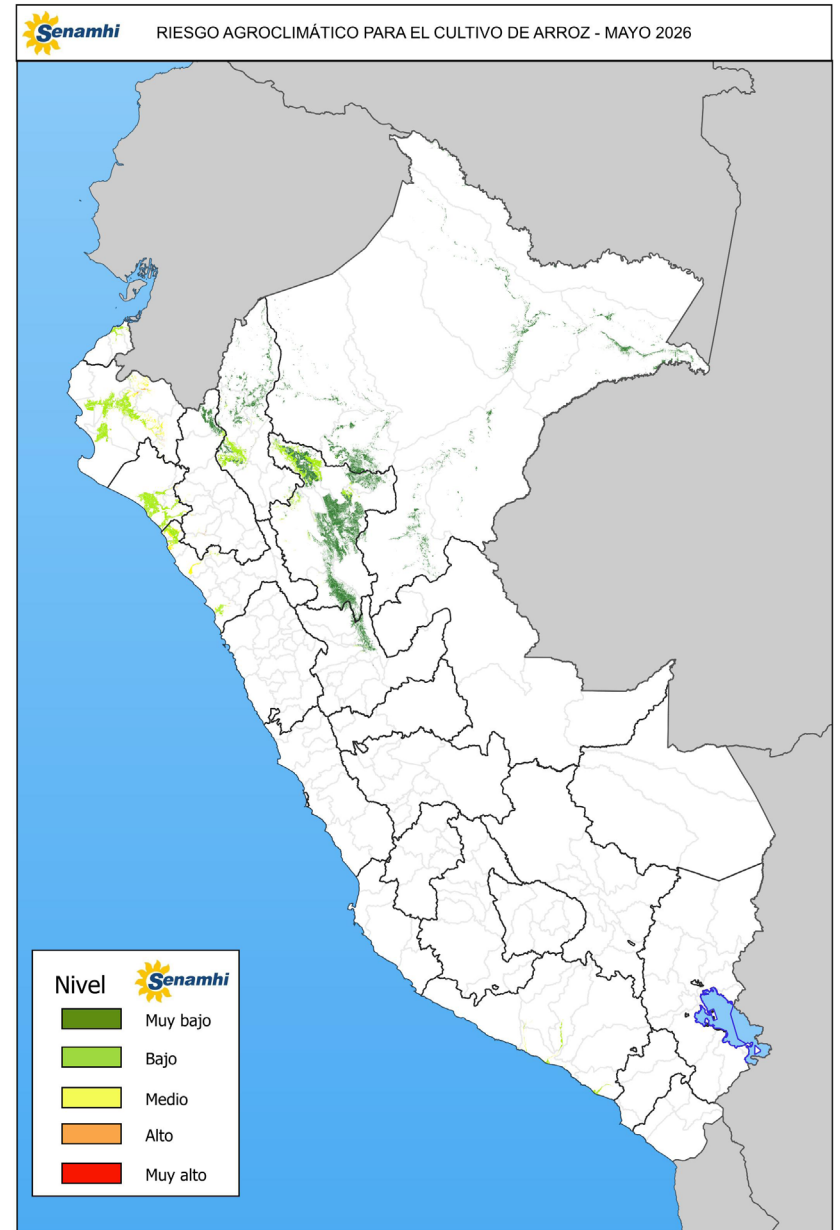 Senamhi
RIESGO AGROCLIMÁTICO PARA EL CULTIVO DE ARROZ - MAYO 2026
Nivel
Senamhi
Muy bajo
Bajo
Medio
Alto
Muy alto